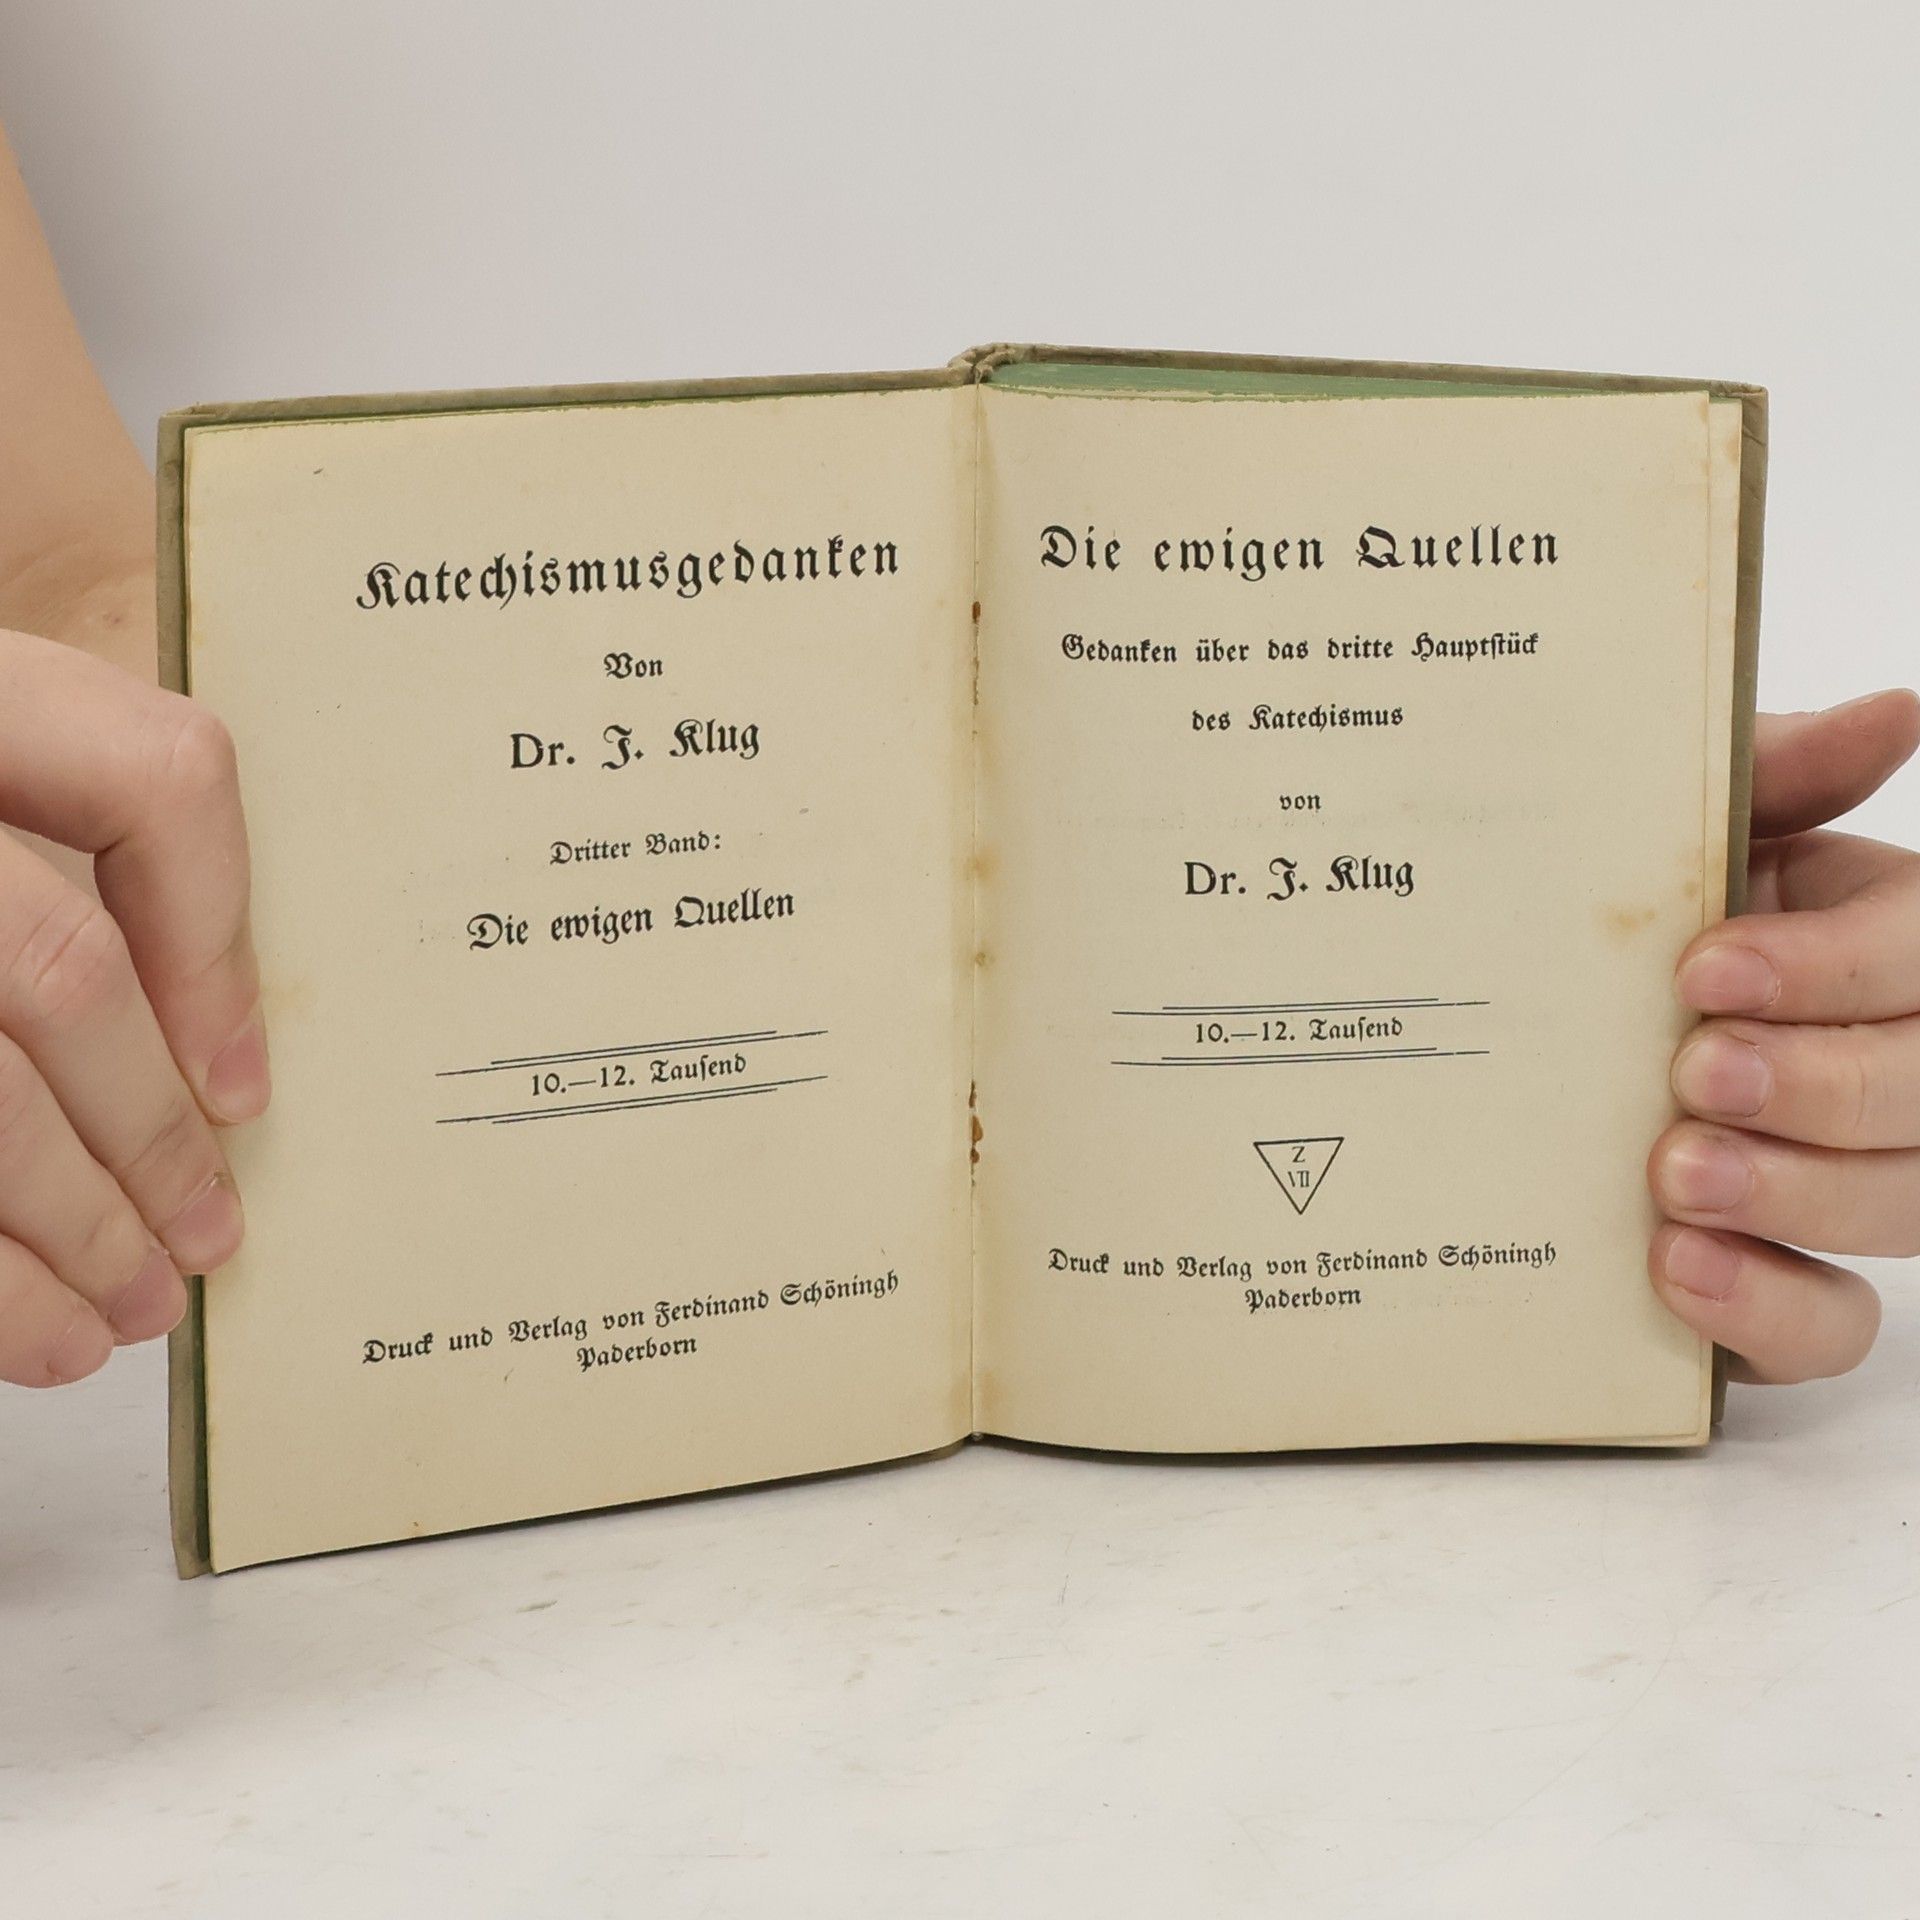 Katechismusgedanken
Von
Dr. J. Klug
Dritter Band:
Die ewigen Quellen
10.—12. Tauſend
Druck und Verlag von Ferdinand Schöningh
Paderborn
Die ewigen Quellen
Gedanken über das dritte Hauptſtück
des Katechismus
von
Dr. J. Klug
10.—12. Tauſend
Z
VII
Druck und Verlag von Ferdinand Schöningh
Paderborn